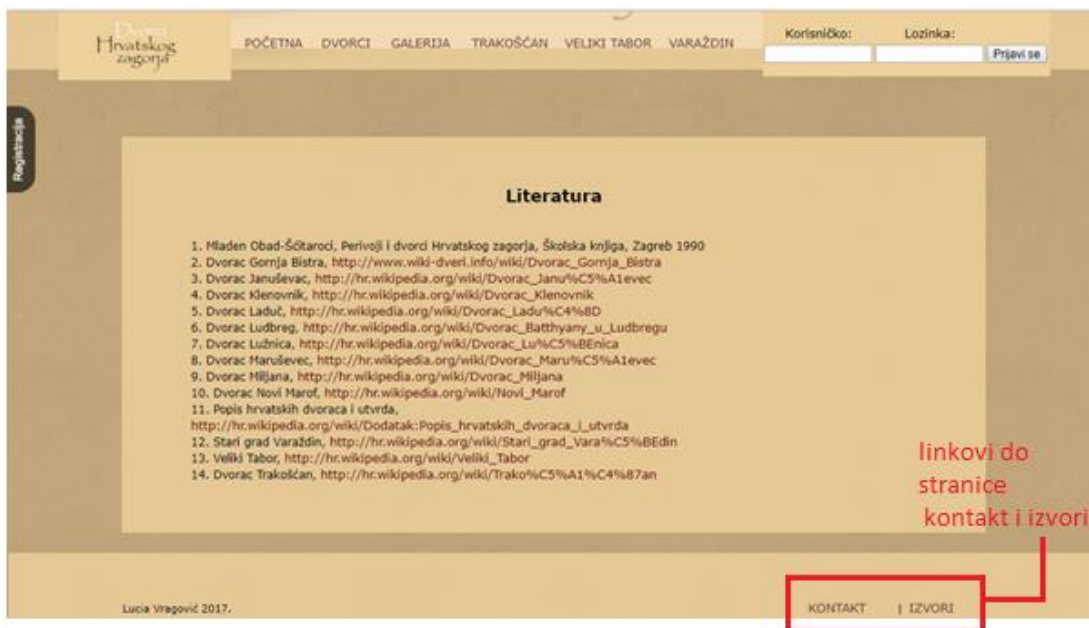 Dvorci
Hrvatskog
zagorja
POČETNA DVORCI GALERIJA TRAKOŠĆAN VELIKI TABOR VARAŽDIN
Korisničko: Lozinka:
Prijavi se
Registracija
Literatura
1. Mladen Obad-Šćitaroci, Perivoji i dvorci Hrvatskog zagorja, Školska knjiga, Zagreb 1990
2. Dvorac Gornja Bistra, http://www.wiki-dveri.info/wiki/Dvorac_Gornja_Bistra
3. Dvorac Januševac, http://hr.wikipedia.org/wiki/Dvorac_Janu%C5%A1evec
4. Dvorac Klenovnik, http://hr.wikipedia.org/wiki/Dvorac_Klenovnik
5. Dvorac Laduč, http://hr.wikipedia.org/wiki/Dvorac_Ladu%C4%8D
6. Dvorac Ludbreg, http://hr.wikipedia.org/wiki/Dvorac_Batthyany_u_Ludbregu
7. Dvorac Lužnica, http://hr.wikipedia.org/wiki/Dvorac_Lu%C5%BEnica
8. Dvorac Maruševec, http://hr.wikipedia.org/wiki/Dvorac_Maru%C5%A1evec
9. Dvorac Miljana, http://hr.wikipedia.org/wiki/Dvorac_Miljana
10. Dvorac Novi Marof, http://hr.wikipedia.org/wiki/Novi_Marof
11. Popis hrvatskih dvoraca i utvrda,
http://hr.wikipedia.org/wiki/Dodatak:Popis_hrvatskih_dvoraca_i_utvrda
12. Stari grad Varaždin, http://hr.wikipedia.org/wiki/Stari_grad_Vara%C5%BEdin
13. Veliki Tabor, http://hr.wikipedia.org/wiki/Veliki_Tabor
14. Dvorac Trakošćan, http://hr.wikipedia.org/wiki/Trako%C5%A1%C4%87an
linkovi do
stranice
kontakt i izvori
Lucia Vragović 2017.
KONTAKT | IZVORI